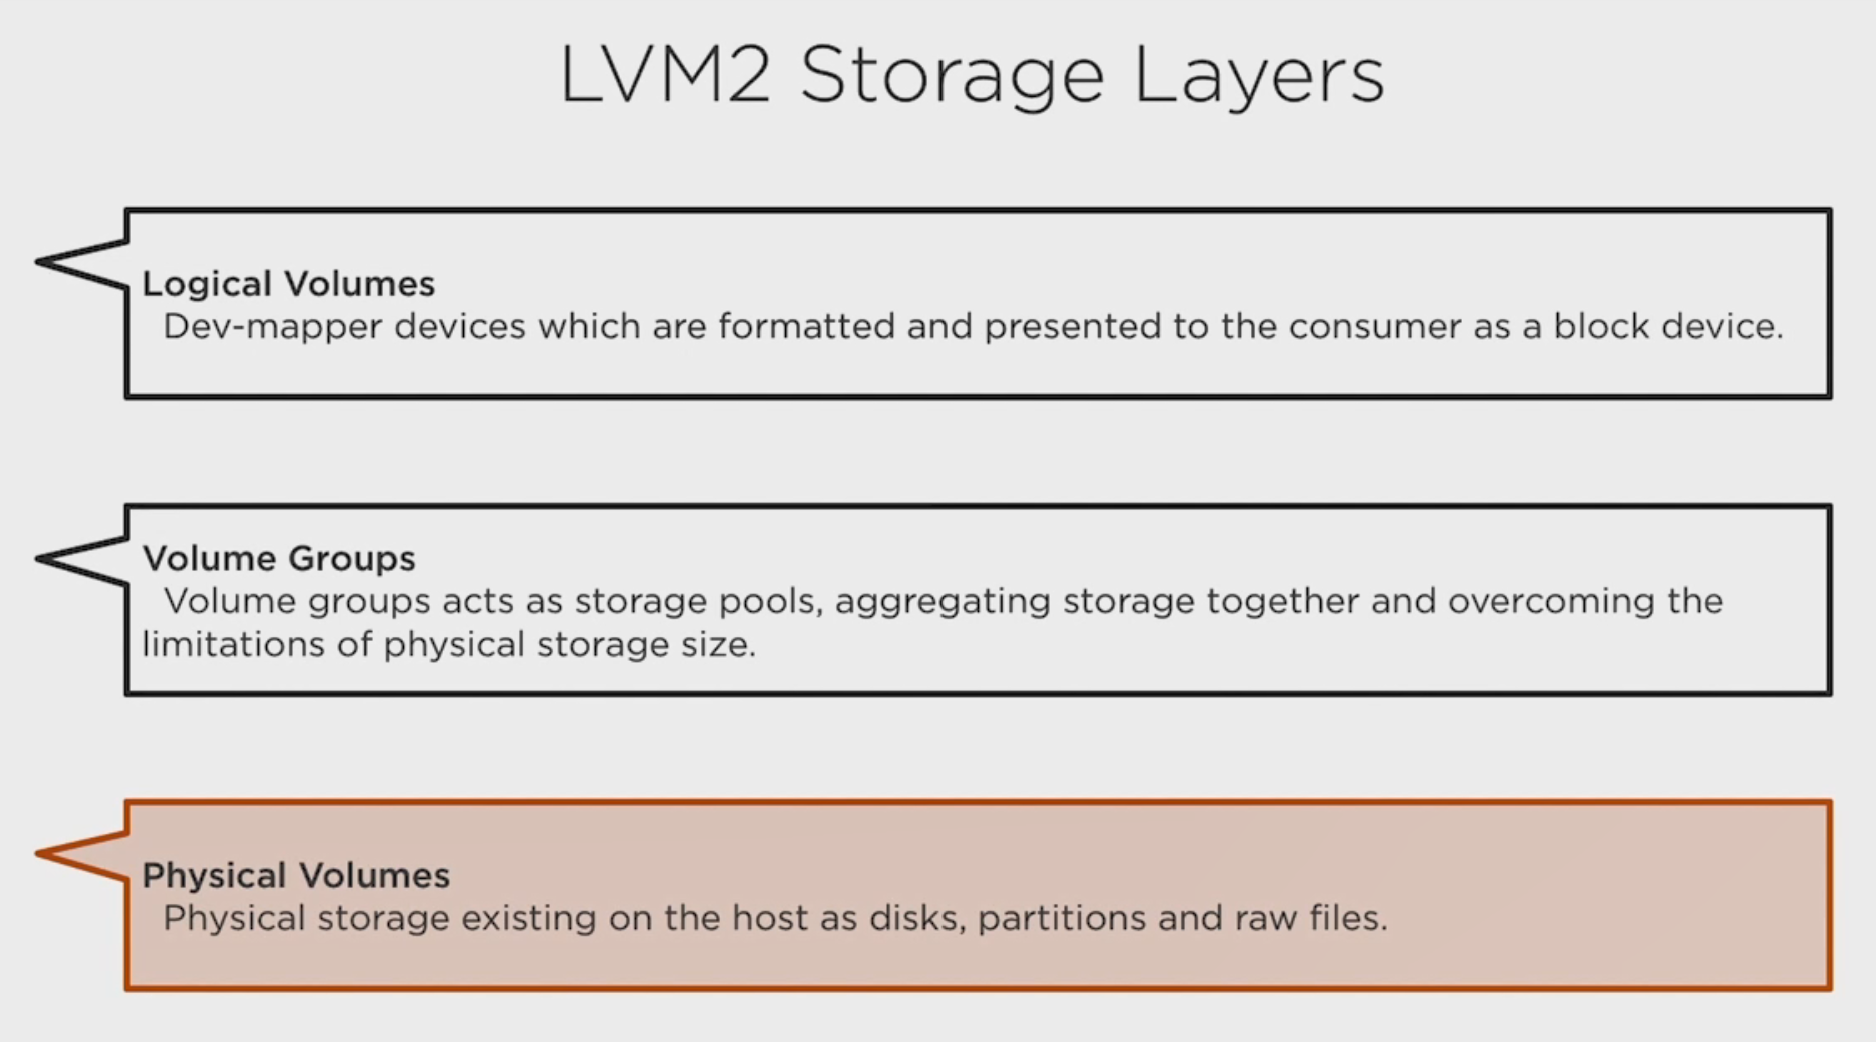 LVM2 Storage Layers
Logical Volumes
Dev-mapper devices which are formatted and presented to the consumer as a block device.
Volume Groups
Volume groups acts as storage pools, aggregating storage together and overcoming the
limitations of physical storage size.
Physical Volumes
Physical storage existing on the host as disks, partitions and raw files.